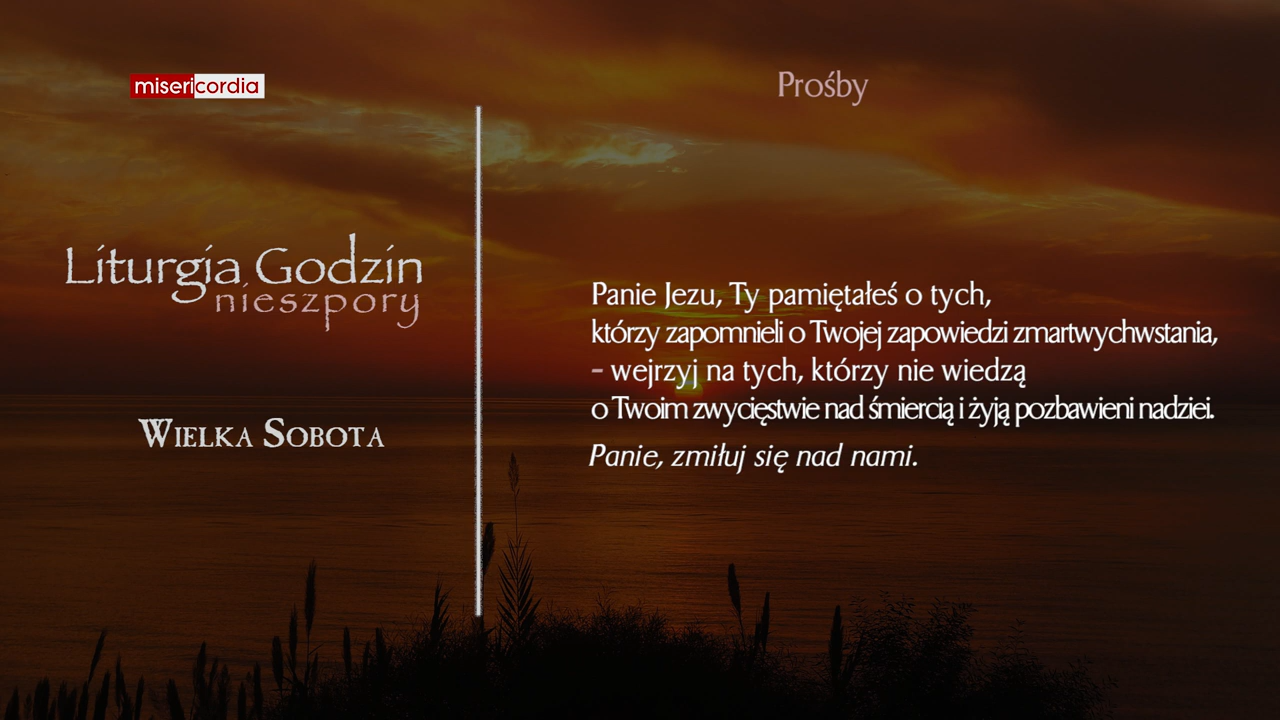 misericordia
Prośby
Liturgia Godzin
nieszpory
Wielka Sobota
Panie Jezu, Ty pamiętałeś o tych,
którzy zapomnieli o Twojej zapowiedzi zmartwychwstania,
- wejrzyj na tych, którzy nie wiedzą
o Twoim zwycięstwie nad śmiercią i żyją pozbawieni nadziei.
Panie, zmiłuj się nad nami.